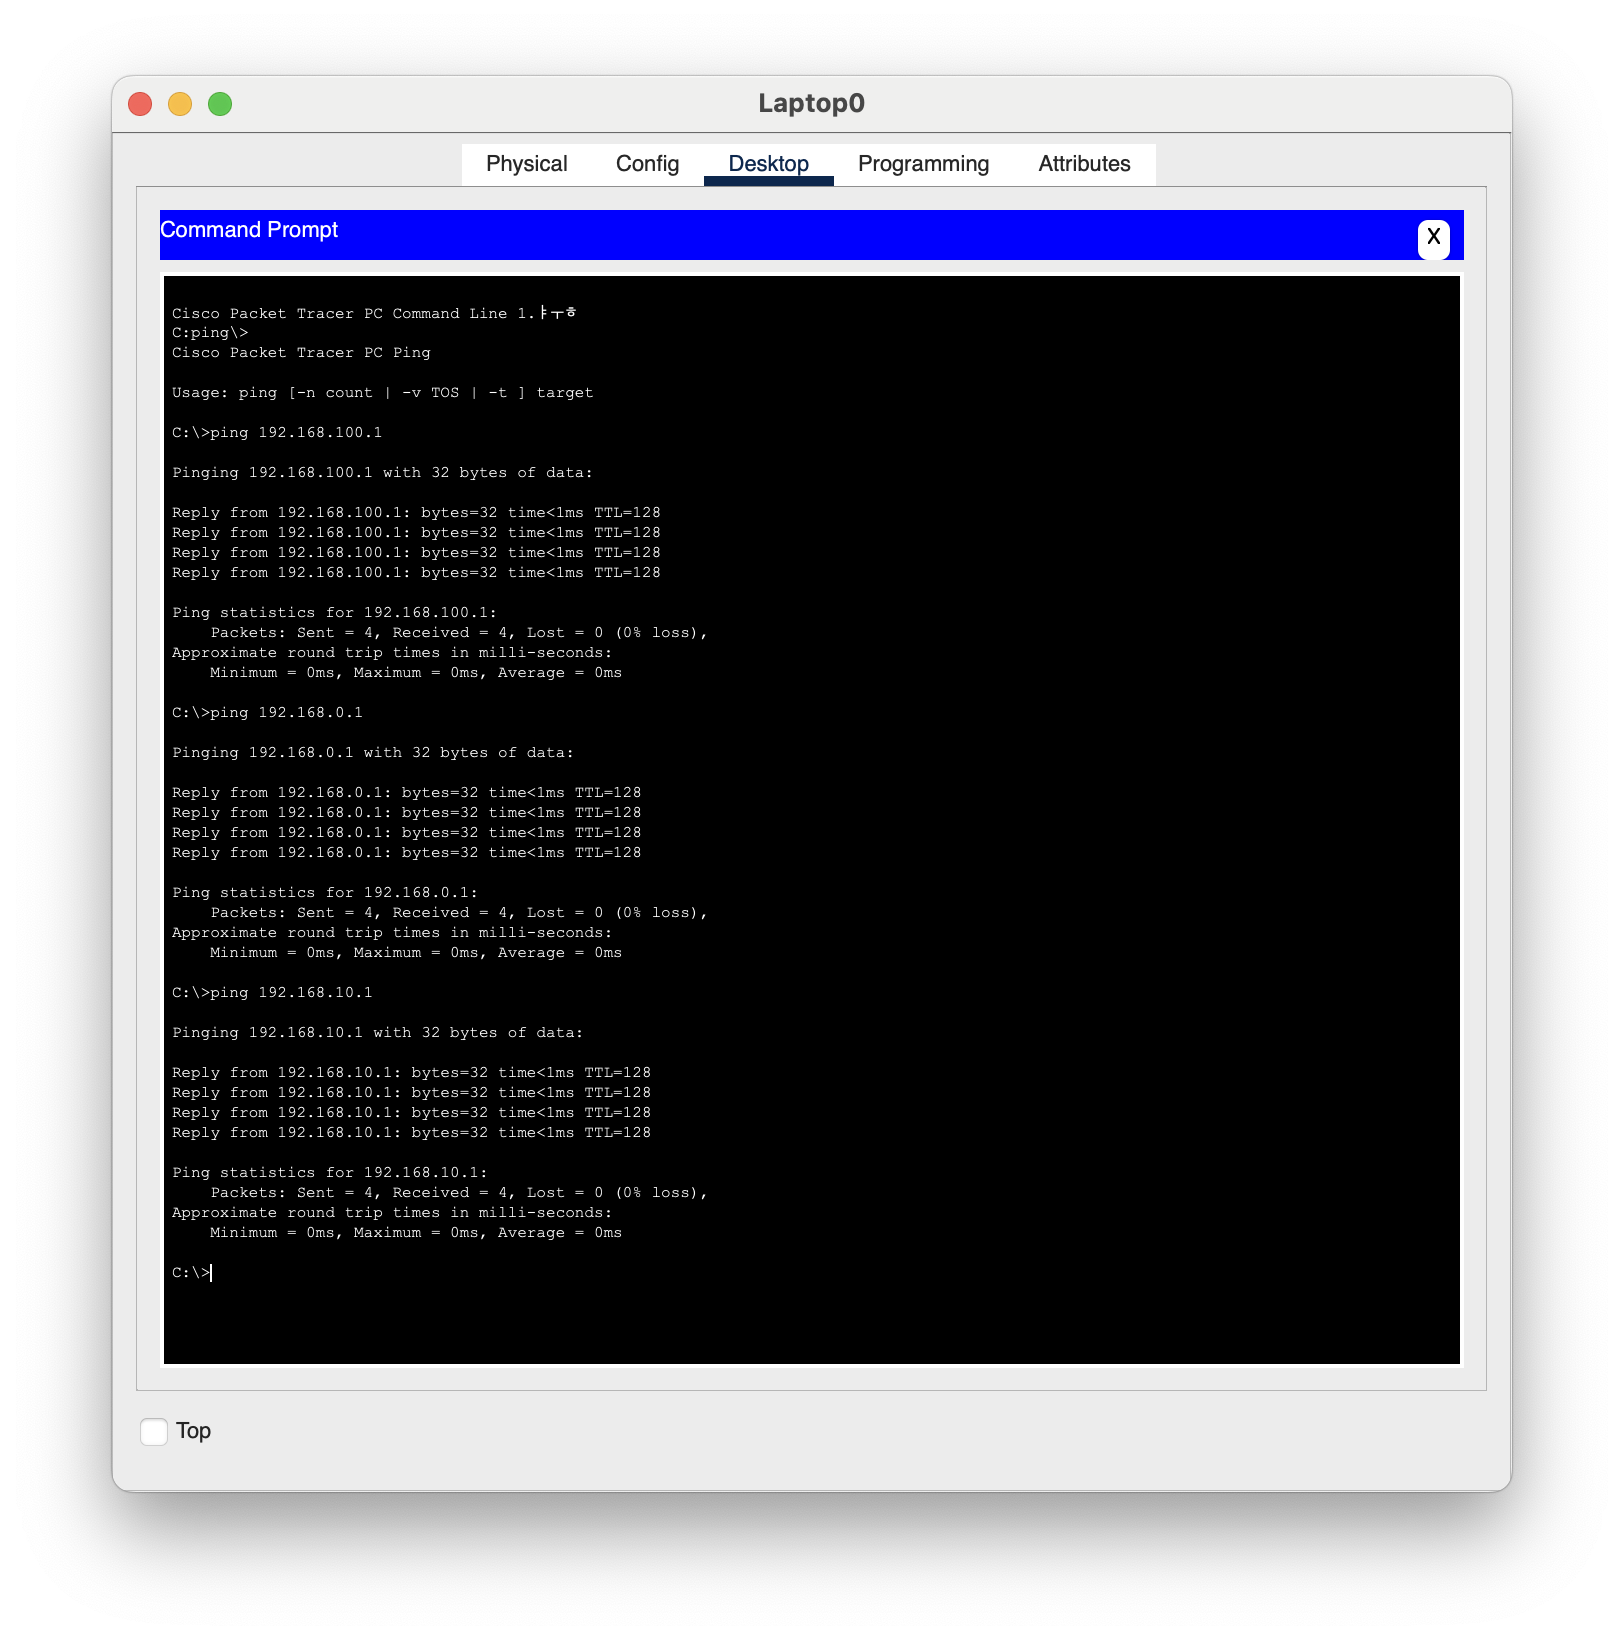 Laptop0
Physical Config Desktop Programming Attributes
Command Prompt
X
Cisco Packet Tracer PC Command Line 1.ㅑㅜㅎ
C:ping\>
Cisco Packet Tracer PC Ping
Usage: ping [-n count | -v TOS | -t ] target
C:\>ping 192.168.100.1
Pinging 192.168.100.1 with 32 bytes of data:
Reply from 192.168.100.1: bytes=32 time<1ms TTL=128
Reply from 192.168.100.1: bytes=32 time<1ms TTL=128
Reply from 192.168.100.1: bytes=32 time<1ms TTL=128
Reply from 192.168.100.1: bytes=32 time<1ms TTL=128
Ping statistics for 192.168.100.1:
    Packets: Sent = 4, Received = 4, Lost = 0 (0% loss),
Approximate round trip times in milli-seconds:
    Minimum = 0ms, Maximum = 0ms, Average = 0ms
C:\>ping 192.168.0.1
Pinging 192.168.0.1 with 32 bytes of data:
Reply from 192.168.0.1: bytes=32 time<1ms TTL=128
Reply from 192.168.0.1: bytes=32 time<1ms TTL=128
Reply from 192.168.0.1: bytes=32 time<1ms TTL=128
Reply from 192.168.0.1: bytes=32 time<1ms TTL=128
Ping statistics for 192.168.0.1:
    Packets: Sent = 4, Received = 4, Lost = 0 (0% loss),
Approximate round trip times in milli-seconds:
    Minimum = 0ms, Maximum = 0ms, Average = 0ms
C:\>ping 192.168.10.1
Pinging 192.168.10.1 with 32 bytes of data:
Reply from 192.168.10.1: bytes=32 time<1ms TTL=128
Reply from 192.168.10.1: bytes=32 time<1ms TTL=128
Reply from 192.168.10.1: bytes=32 time<1ms TTL=128
Reply from 192.168.10.1: bytes=32 time<1ms TTL=128
Ping statistics for 192.168.10.1:
    Packets: Sent = 4, Received = 4, Lost = 0 (0% loss),
Approximate round trip times in milli-seconds:
    Minimum = 0ms, Maximum = 0ms, Average = 0ms
C:\>
Top